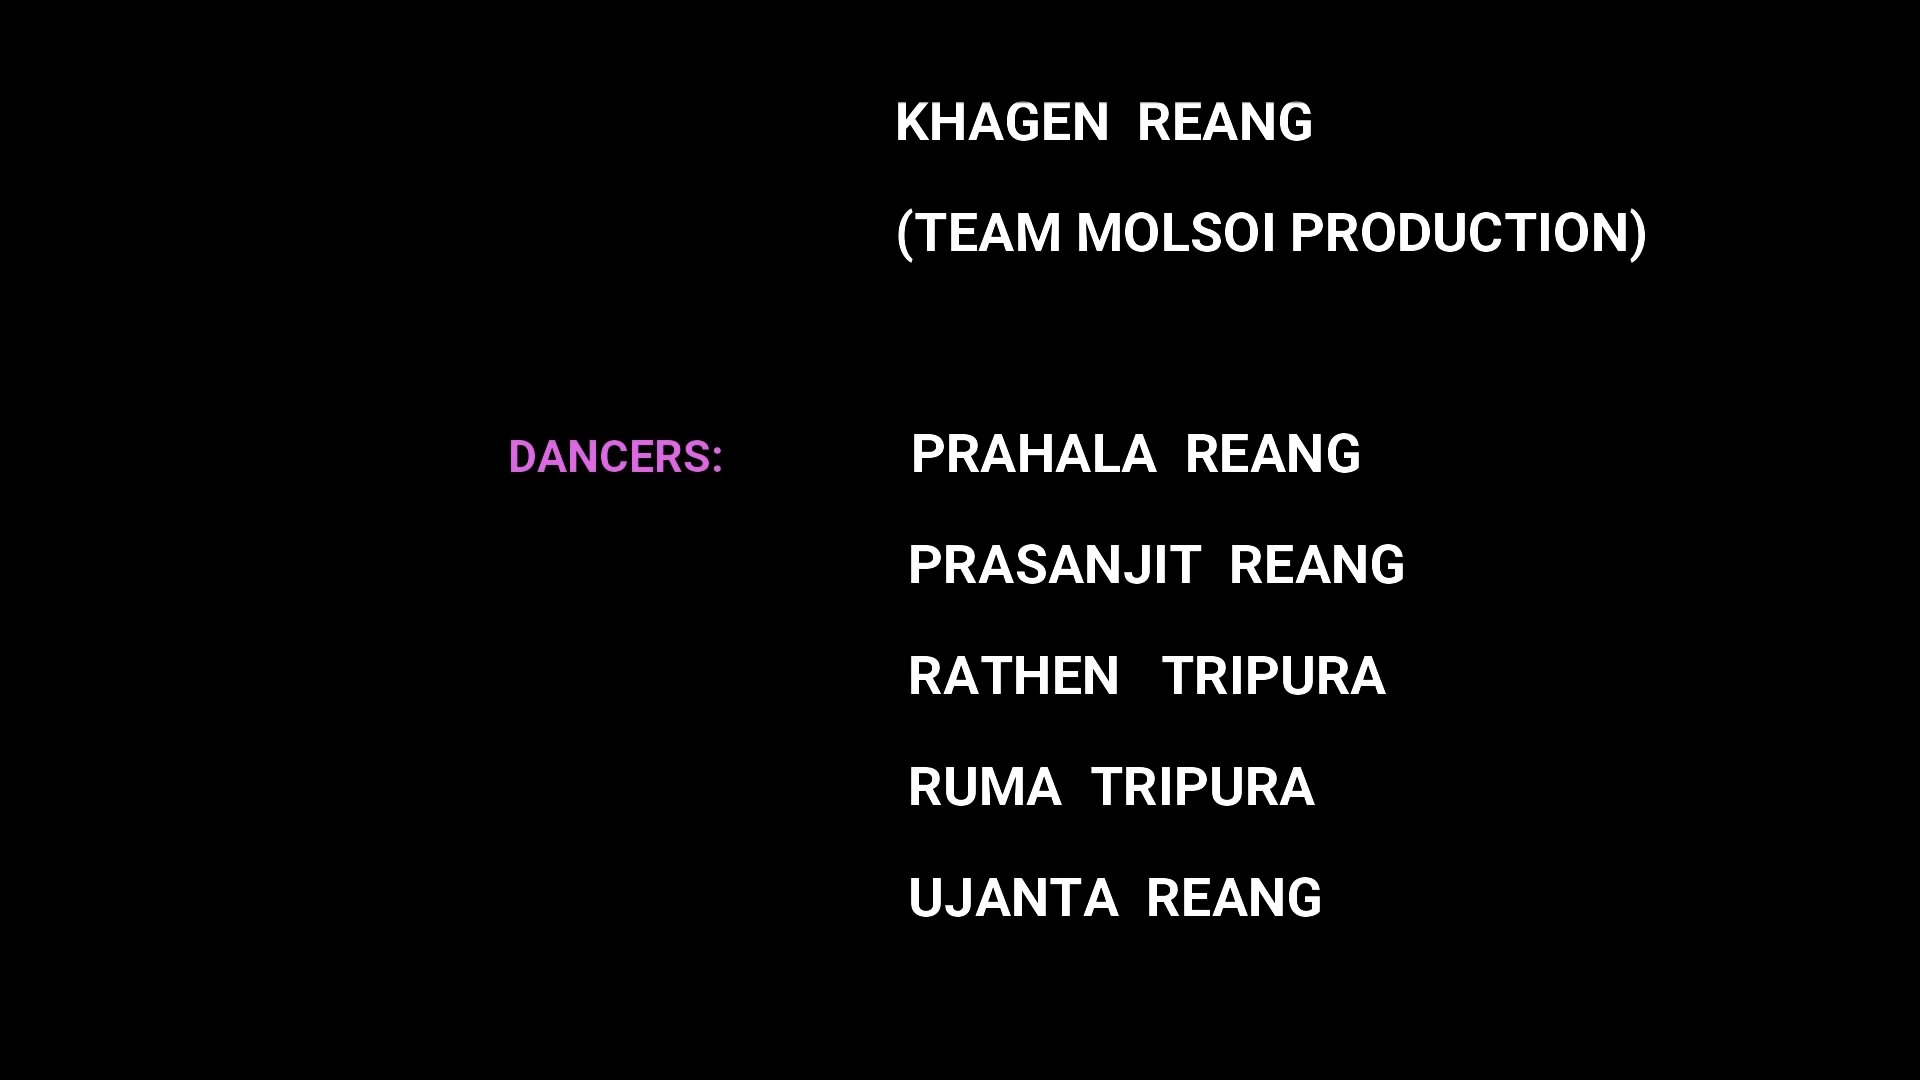 KHAGEN REANG
(TEAM MOLSOI PRODUCTION)
DANCERS: PRAHALA REANG
PRASANJIT REANG
RATHEN TRIPURA
RUMA TRIPURA
UJANTA REANG